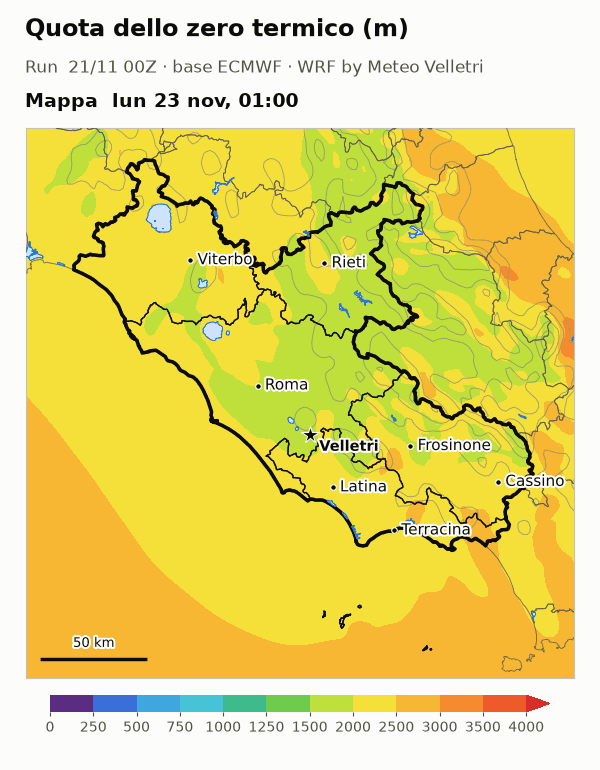 Quota dello zero termico (m)
Run 21/11 00Z · base ECMWF · WRF by Meteo Velletri
Mappa lun 23 nov, 01:00
Viterbo
Rieti
Roma
Velletri
Frosinone
Cassino
Latina
Terracina
50 km
0 250 500 750 1000 1250 1500 2000 2500 3000 3500 4000